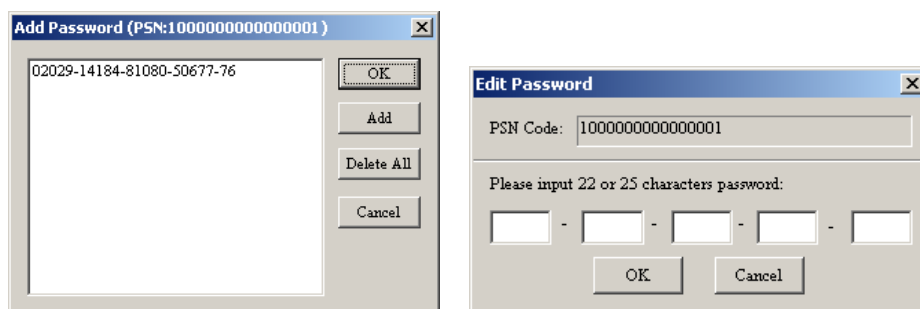 Add Password (PSN:1000000000000001)
02029-14184-81080-50677-76
OK
Add
Delete All
Cancel
Edit Password
PSN Code: 1000000000000001
Please input 22 or 25 characters password:
- - - -
OK Cancel